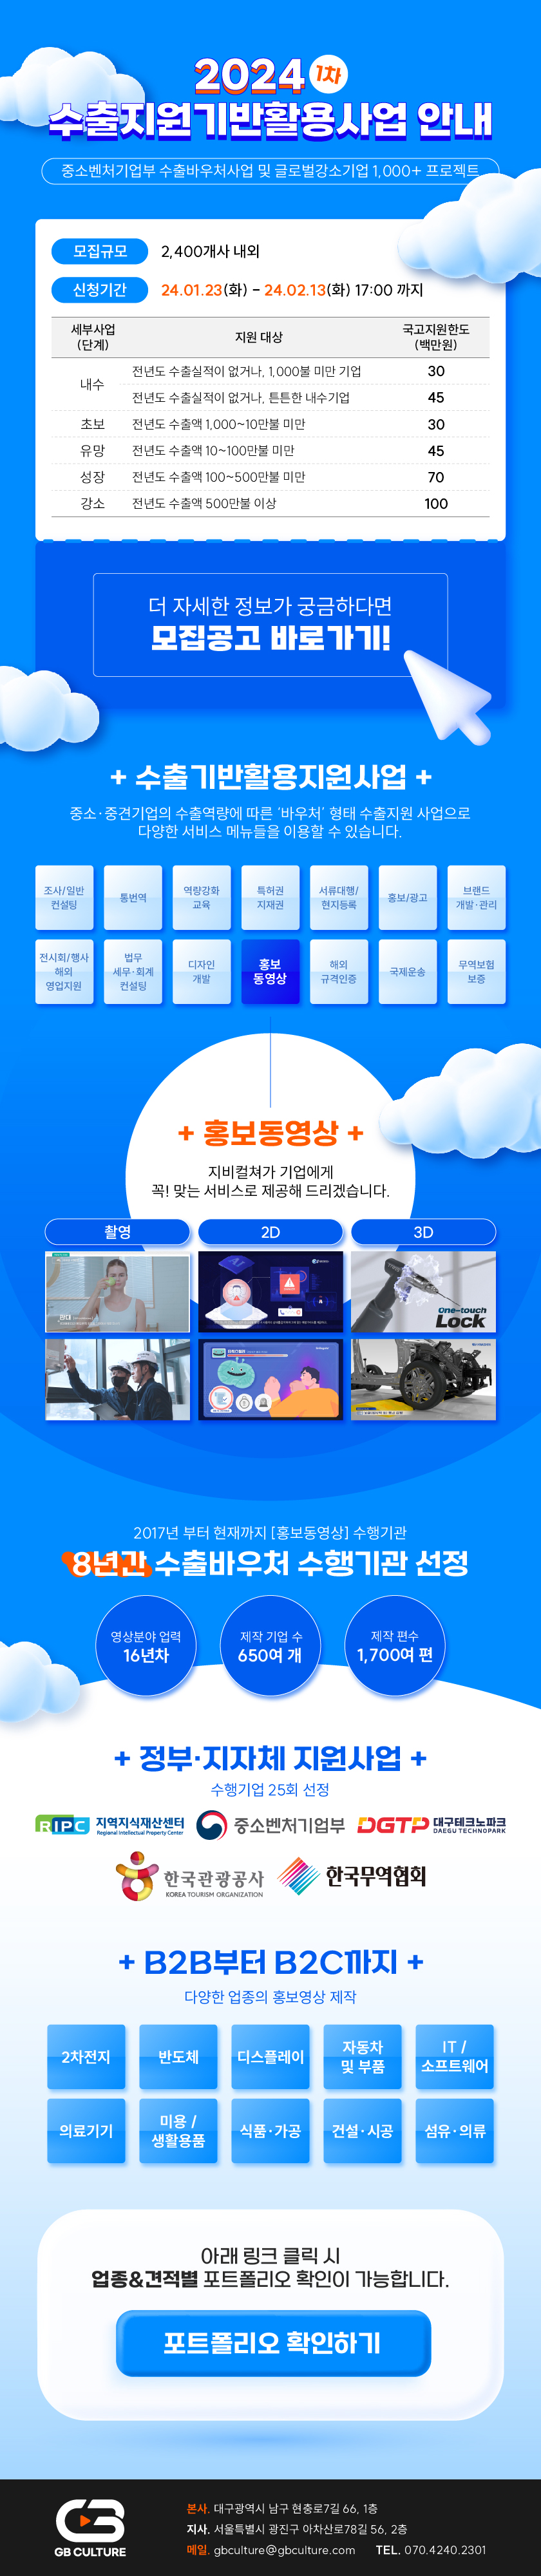 2024 1차
수출지원기반활용사업 안내
중소벤처기업부 수출바우처사업 및 글로벌강소기업 1,000+ 프로젝트
모집규모 2,400개사 내외
신청기간 24.01.23(화) - 24.02.13(화) 17:00 까지
세부사업 (단계) 지원 대상 국고지원한도 (백만원)
내수 전년도 수출실적이 없거나, 1,000불 미만 기업 30
전년도 수출실적이 없거나, 튼튼한 내수기업 45
초보 전년도 수출액 1,000~10만불 미만 30
유망 전년도 수출액 10~100만불 미만 45
성장 전년도 수출액 100~500만불 미만 70
강소 전년도 수출액 500만불 이상 100
더 자세한 정보가 궁금하다면
모집공고 바로가기!
+ 수출기반활용지원사업 +
중소·중견기업의 수출역량에 따른 '바우처' 형태 수출지원 사업으로
다양한 서비스 메뉴들을 이용할 수 있습니다.
조사/일반
컨설팅
통번역
역량강화
교육
특허권
지재권
서류대행/
현지등록
홍보/광고
브랜드
개발·관리
전시회/행사
해외
영업지원
법무
세무·회계
컨설팅
디자인
개발
홍보
동영상
해외
규격인증
국제운송
무역보험
보증
+ 홍보동영상 +
지비컬쳐가 기업에게
꼭! 맞는 서비스로 제공해 드리겠습니다.
촬영 2D 3D
One-touch
Lock
2017년 부터 현재까지 [홍보동영상] 수행기관
8년간 수출바우처 수행기관 선정
영상분야 업력
16년차
제작 기업 수
650여 개
제작 편수
1,700여 편
+ 정부·지자체 지원사업 +
수행기업 25회 선정
RIPC 지역지식재산센터
Regional Intellectual Property Center
중소벤처기업부
DGTP 대구테크노파크
DAEGU TECHNOPARK
한국관광공사
KOREA TOURISM ORGANIZATION
한국무역협회
+ B2B부터 B2C까지 +
다양한 업종의 홍보영상 제작
2차전지
반도체
디스플레이
자동차
및 부품
IT /
소프트웨어
의료기기
미용 /
생활용품
식품·가공
건설·시공
섬유·의류
아래 링크 클릭 시
업종&견적별 포트폴리오 확인이 가능합니다.
포트폴리오 확인하기
GB CULTURE
본사. 대구광역시 남구 현충로7길 66, 1층
지사. 서울특별시 광진구 아차산로78길 56, 2층
메일. gbculture@gbculture.com TEL. 070.4240.2301